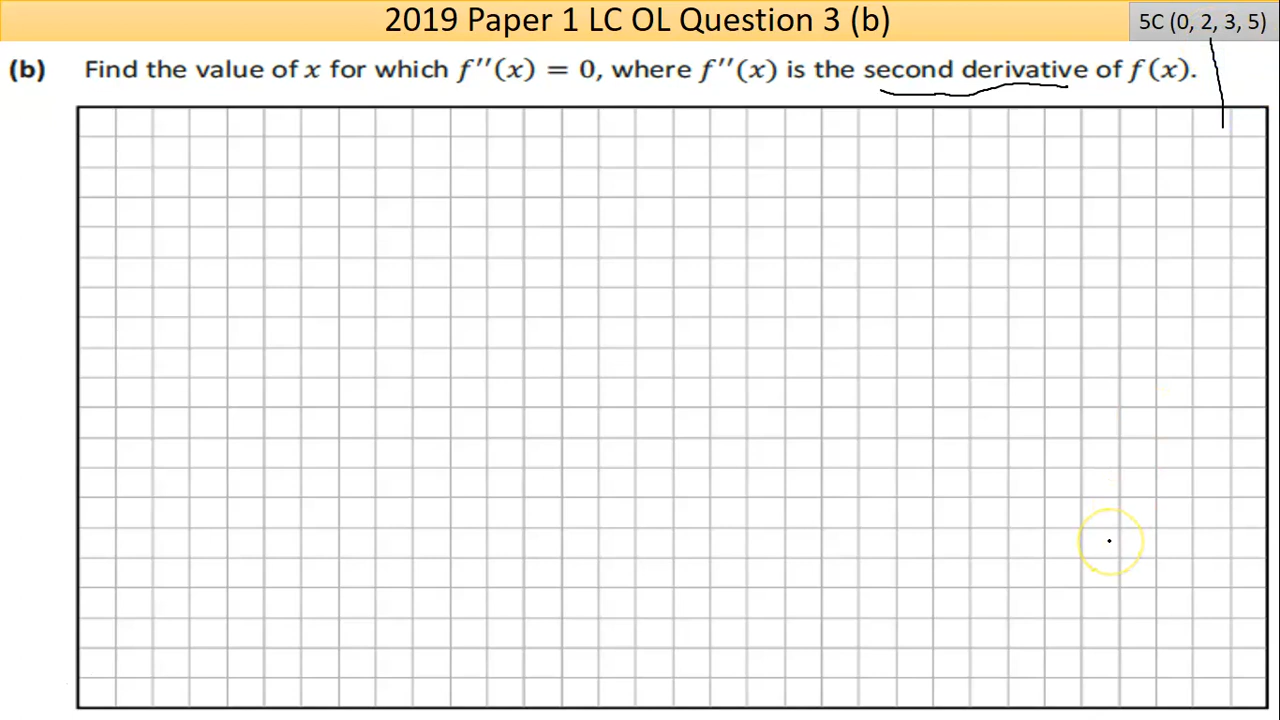 2019 Paper 1 LC OL Question 3 (b)
5C (0, 2, 3, 5)
(b) Find the value of x for which f′′(x) = 0, where f′′(x) is the second derivative of f(x).